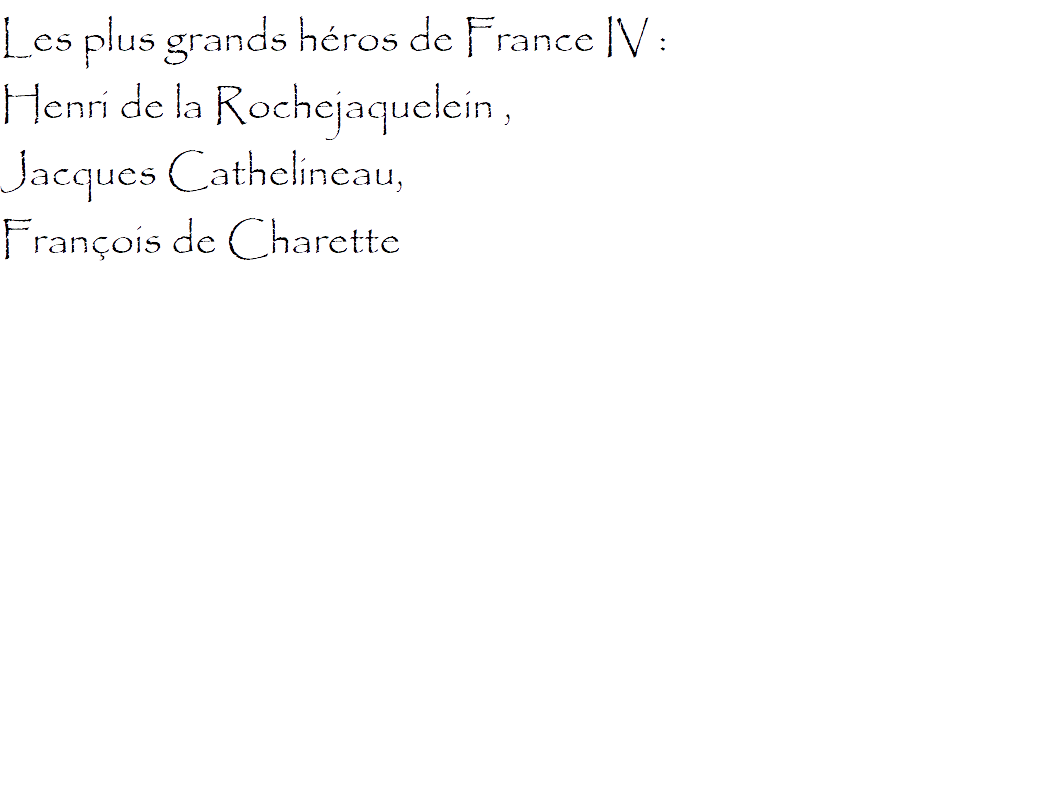 Les plus grands héros de France IV :
Henri de la Rochejaquelein ,
Jacques Cathelineau,
François de Charette